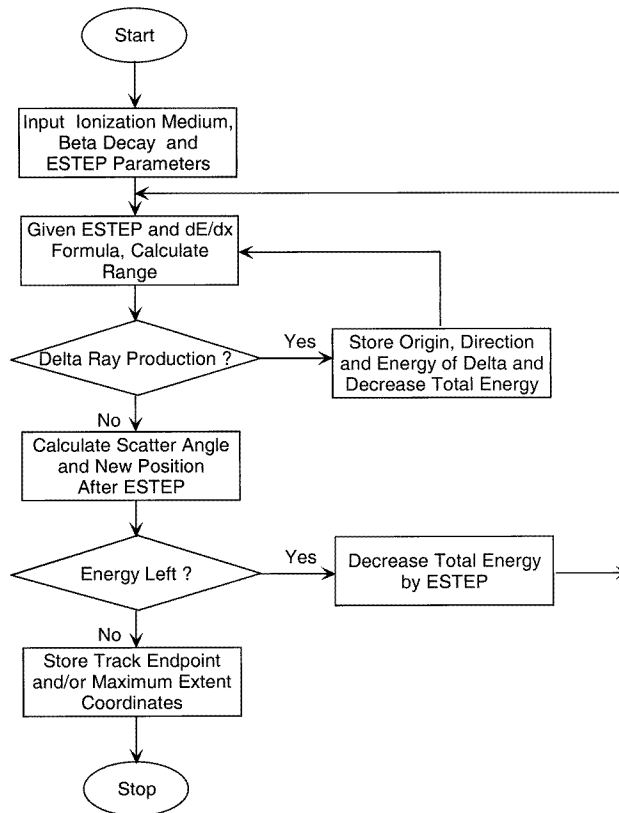 Start
Input Ionization Medium,
Beta Decay and
ESTEP Parameters
Given ESTEP and dE/dx
Formula, Calculate
Range
Delta Ray Production ?
Yes
Store Origin, Direction
and Energy of Delta and
Decrease Total Energy
No
Calculate Scatter Angle
and New Position
After ESTEP
Energy Left ?
Yes
Decrease Total Energy
by ESTEP
No
Store Track Endpoint
and/or Maximum Extent
Coordinates
Stop